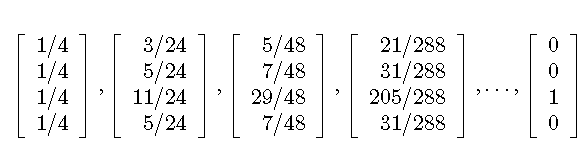 [ 1/4 ] [ 3/24 ] [ 5/48 ] [ 21/288 ] [ 0 ]
[ 1/4 ] [ 5/24 ] [ 7/48 ] [ 31/288 ] [ 0 ]
[ 1/4 ] , [ 11/24 ] , [ 29/48 ] , [ 205/288 ] , . . . , [ 1 ]
[ 1/4 ] [ 5/24 ] [ 7/48 ] [ 31/288 ] [ 0 ]